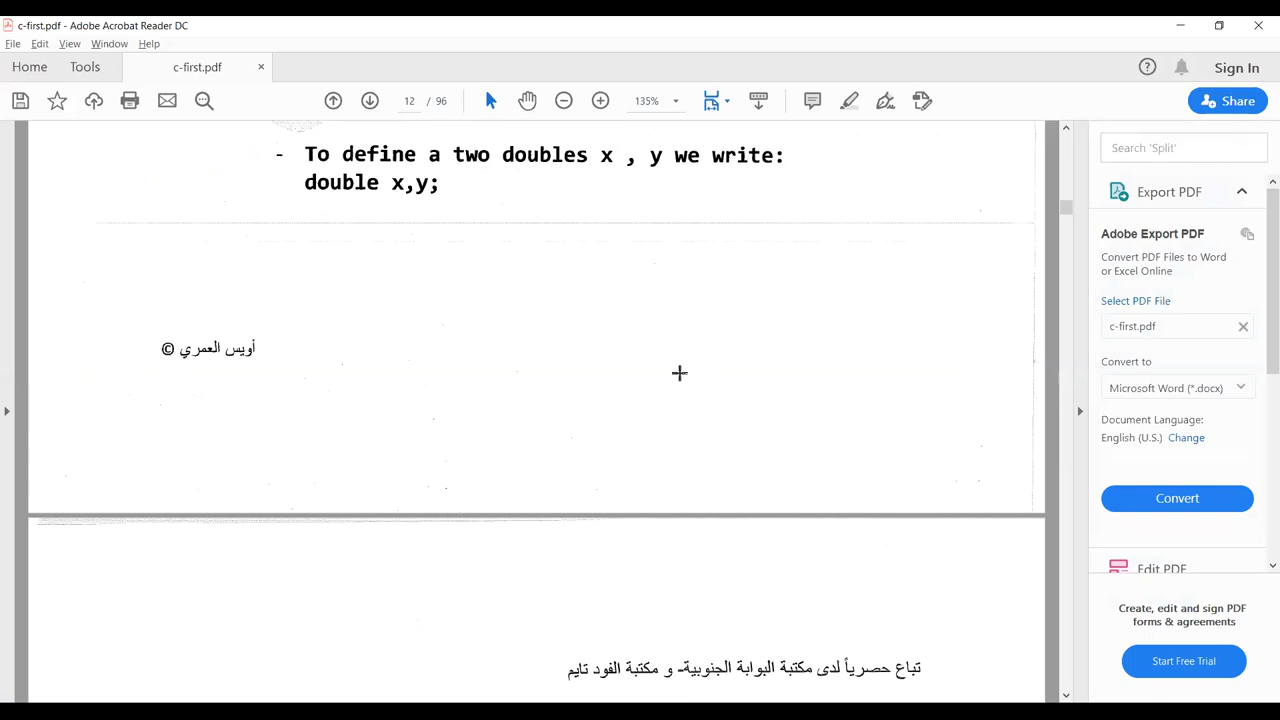 c-first.pdf - Adobe Acrobat Reader DC
File Edit View Window Help
Home Tools c-first.pdf × Sign In
12 / 96 135% Share
- To define a two doubles x , y we write:
double x,y;
أويس العمري ©
تباع حصرياً لدى مكتبة البوابة الجنوبية- و مكتبة الفود تايم
Search 'Split'
Export PDF
Adobe Export PDF
Convert PDF Files to Word
or Excel Online
Select PDF File
c-first.pdf
Convert to
Microsoft Word (*.docx)
Document Language:
English (U.S.) Change
Convert
Edit PDF
Create, edit and sign PDF
forms & agreements
Start Free Trial